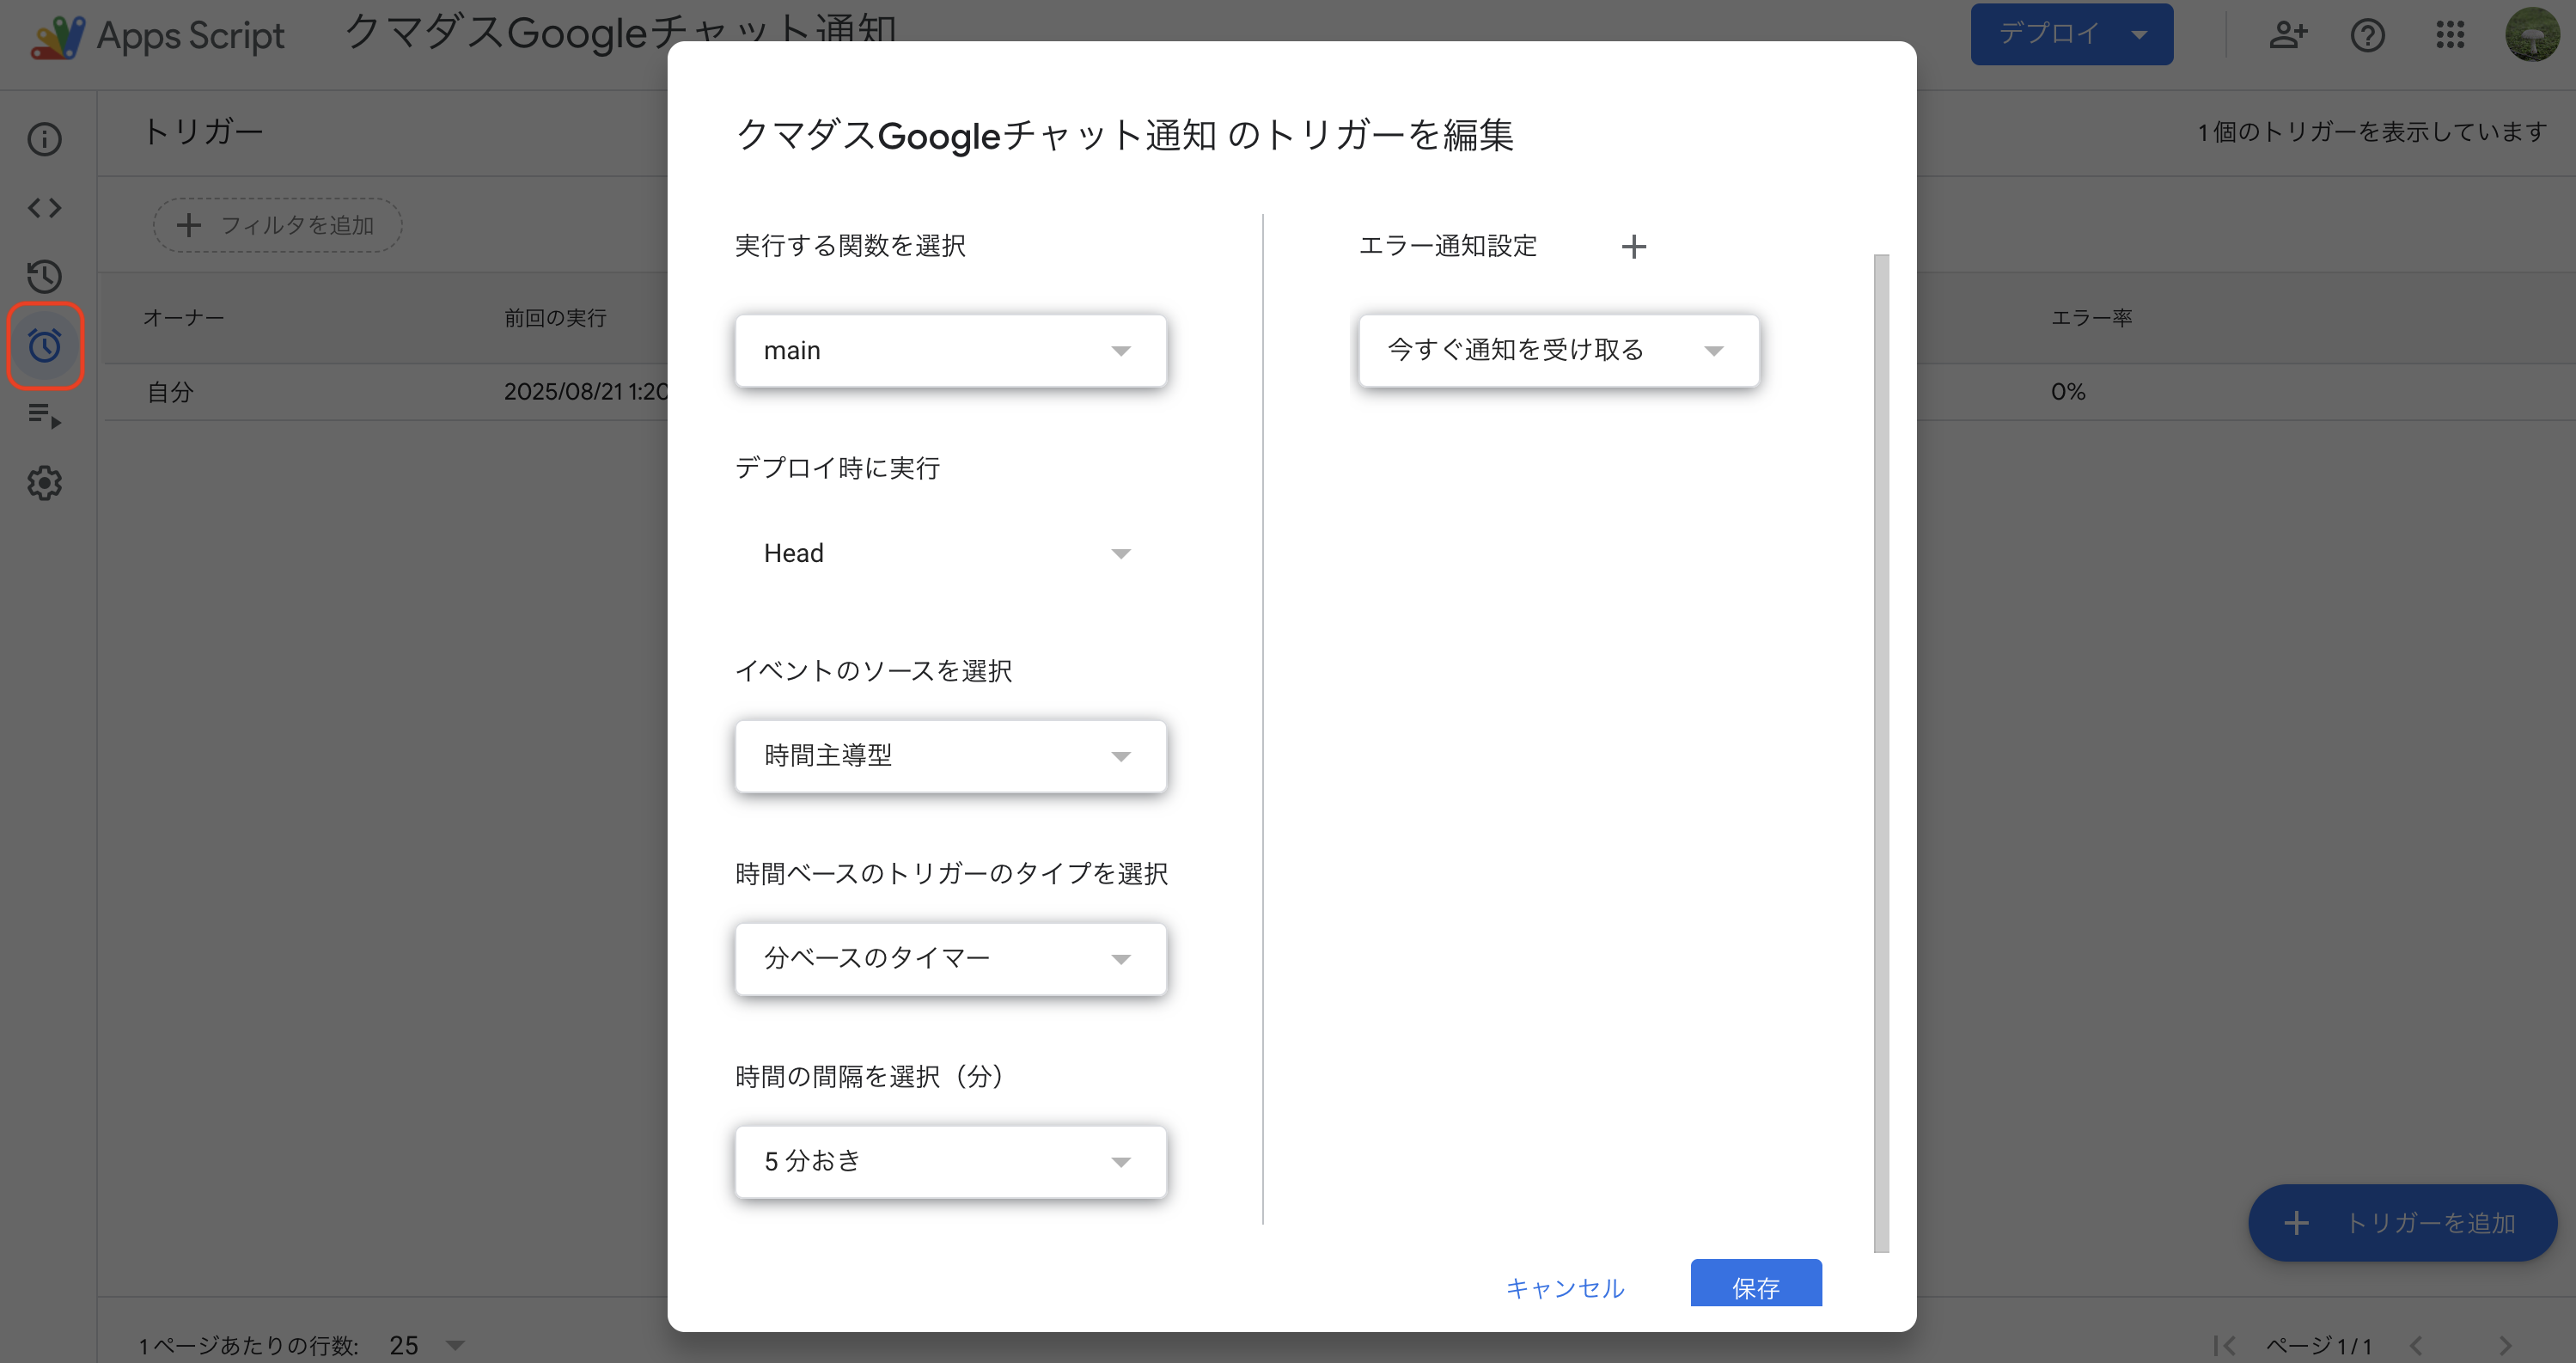 Apps Script
クマダスGoogleチャット通知
デプロイ
トリガー
1 個のトリガーを表示しています
フィルタを追加
オーナー
前回の実行
エラー率
自分
2025/08/21 1:20
0%
クマダスGoogleチャット通知 のトリガーを編集
実行する関数を選択
main
デプロイ時に実行
Head
イベントのソースを選択
時間主導型
時間ベースのトリガーのタイプを選択
分ベースのタイマー
時間の間隔を選択（分）
5 分おき
エラー通知設定
今すぐ通知を受け取る
キャンセル
保存
トリガーを追加
1 ページあたりの行数:
25
ページ 1 / 1